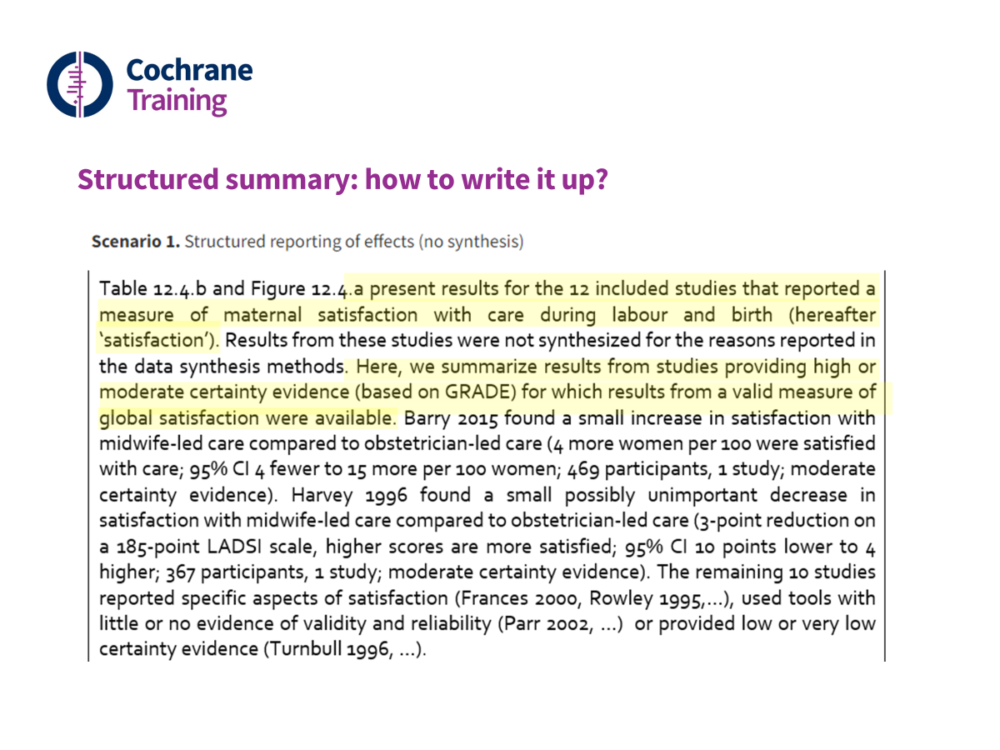 Cochrane
Training
Structured summary: how to write it up?
Scenario 1. Structured reporting of effects (no synthesis)
Table 12.4.b and Figure 12.4.a present results for the 12 included studies that reported a
measure of maternal satisfaction with care during labour and birth (hereafter
‘satisfaction’). Results from these studies were not synthesized for the reasons reported in
the data synthesis methods. Here, we summarize results from studies providing high or
moderate certainty evidence (based on GRADE) for which results from a valid measure of
global satisfaction were available. Barry 2015 found a small increase in satisfaction with
midwife-led care compared to obstetrician-led care (4 more women per 100 were satisfied
with care; 95% CI 4 fewer to 15 more per 100 women; 469 participants, 1 study; moderate
certainty evidence). Harvey 1996 found a small possibly unimportant decrease in
satisfaction with midwife-led care compared to obstetrician-led care (3-point reduction on
a 185-point LADSI scale, higher scores are more satisfied; 95% CI 10 points lower to 4
higher; 367 participants, 1 study; moderate certainty evidence). The remaining 10 studies
reported specific aspects of satisfaction (Frances 2000, Rowley 1995,...), used tools with
little or no evidence of validity and reliability (Parr 2002, ...) or provided low or very low
certainty evidence (Turnbull 1996, ...).